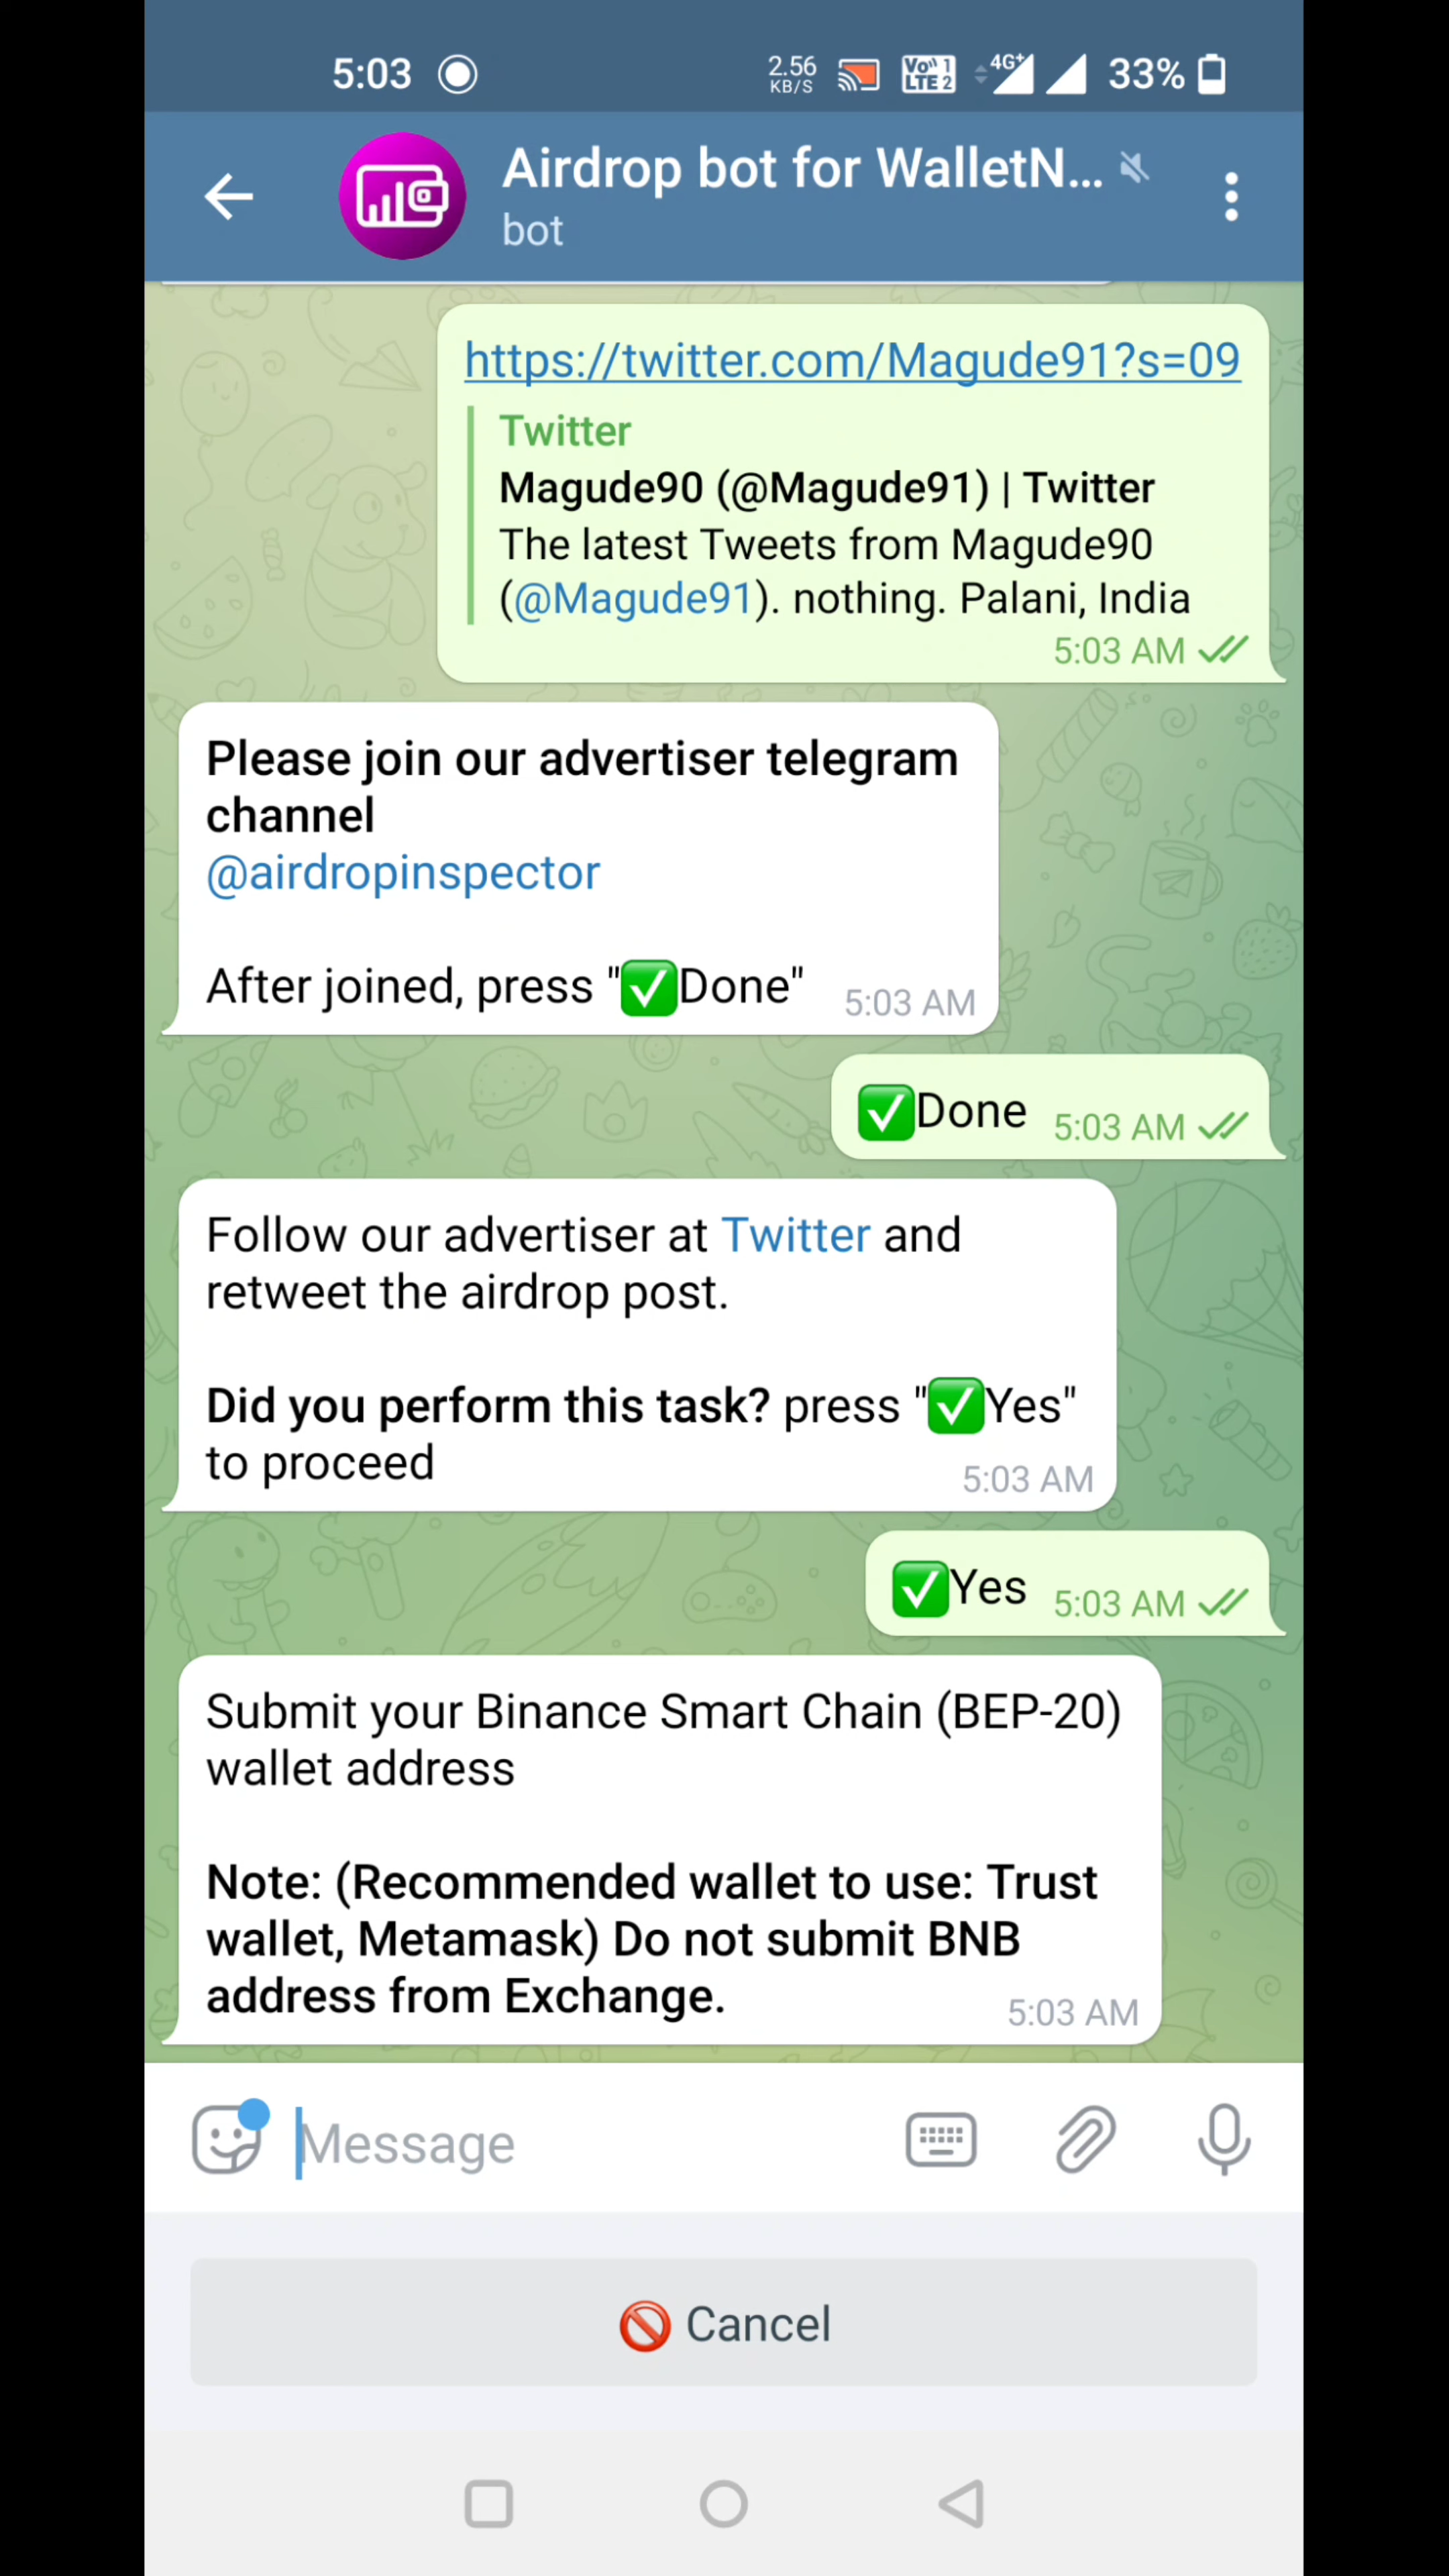 5:03
2.56
KB/S
Vo 1
LTE 2
4G+
33%
Airdrop bot for WalletN...
bot
https://twitter.com/Magude91?s=09
Twitter
Magude90 (@Magude91) | Twitter
The latest Tweets from Magude90
(@Magude91). nothing. Palani, India
5:03 AM
Please join our advertiser telegram
channel
@airdropinspector
After joined, press "✅Done"
5:03 AM
✅Done 5:03 AM
Follow our advertiser at Twitter and
retweet the airdrop post.
Did you perform this task? press "✅Yes"
to proceed
5:03 AM
✅Yes 5:03 AM
Submit your Binance Smart Chain (BEP-20)
wallet address
Note: (Recommended wallet to use: Trust
wallet, Metamask) Do not submit BNB
address from Exchange.
5:03 AM
Message
🚫 Cancel